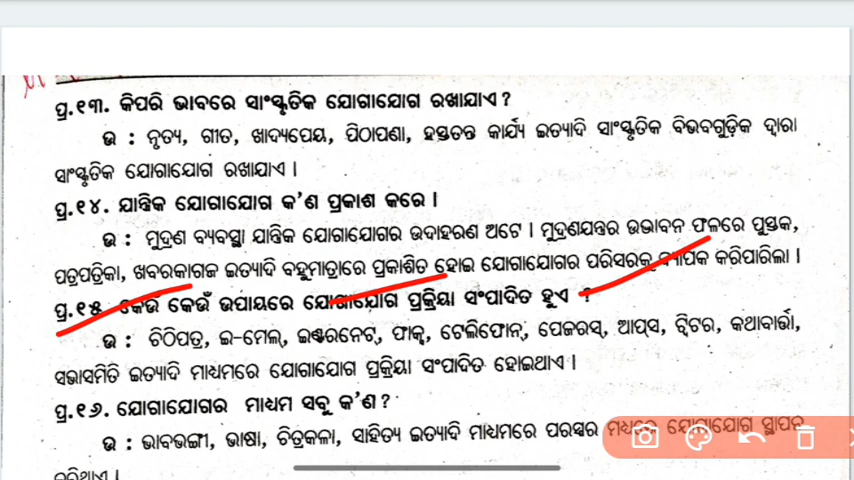 ପ୍ର.୧୩. କିପରି ଭାବରେ ସାଂସ୍କୃତିକ ଯୋଗାଯୋଗ ରଖାଯାଏ ?
ଉ : ନୃତ୍ୟ, ଗୀତ, ଖାଦ୍ୟପେୟ, ପିଠାପଣା, ହସ୍ତତନ୍ତ କାର୍ଯ୍ୟ ଇତ୍ୟାଦି ସାଂସ୍କୃତିକ ବିଭବଗୁଡ଼ିକ ଦ୍ୱାରା
ସାଂସ୍କୃତିକ ଯୋଗାଯୋଗ ରଖାଯାଏ ।
ପ୍ର.୧୪. ଯାନ୍ତ୍ରିକ ଯୋଗାଯୋଗ କ'ଣ ପ୍ରକାଶ କରେ ।
ଉ : ମୁଦ୍ରଣ ବ୍ୟବସ୍ଥା ଯାନ୍ତ୍ରିକ ଯୋଗାଯୋଗର ଉଦାହରଣ ଅଟେ । ମୁଦ୍ରଣଯନ୍ତ୍ରର ଉଦ୍ଭାବନ ଫଳରେ ପୁସ୍ତକ,
ପତ୍ରପତ୍ରିକା, ଖବରକାଗଜ ଇତ୍ୟାଦି ବହୁମାତ୍ରାରେ ପ୍ରକାଶିତ ହୋଇ ଯୋଗାଯୋଗର ପରିସରକୁ ବ୍ୟାପକ କରିପାରିଲା ।
ପ୍ର.୧୫ କେଉଁ କେଉଁ ଉପାୟରେ ଯୋଗାଯୋଗ ପ୍ରକ୍ରିୟା ସଂପାଦିତ ହୁଏ ?
ଉ : ଚିଠିପତ୍ର, ଇ-ମେଲ୍, ଇଣ୍ଟରନେଟ୍, ଫାକ୍ସ, ଟେଲିଫୋନ୍, ପେଜରସ୍, ଆପ୍‌ସ, ଟ୍ୱିଟର, କଥାବାର୍ତ୍ତା,
ସଭାସମିତି ଇତ୍ୟାଦି ମାଧ୍ୟମରେ ଯୋଗାଯୋଗ ପ୍ରକ୍ରିୟା ସଂପାଦିତ ହୋଇଥାଏ ।
ପ୍ର.୧୬. ଯୋଗାଯୋଗର ମାଧ୍ୟମ ସବୁ କ'ଣ ?
ଉ : ଭାବଭଙ୍ଗୀ, ଭାଷା, ଚିତ୍ରକଳା, ସାହିତ୍ୟ ଇତ୍ୟାଦି ମାଧ୍ୟମରେ ପରସ୍ପର ମଧ୍ୟରେ ଯୋଗାଯୋଗ ସ୍ଥାପନ
କରିଥାଏ ।